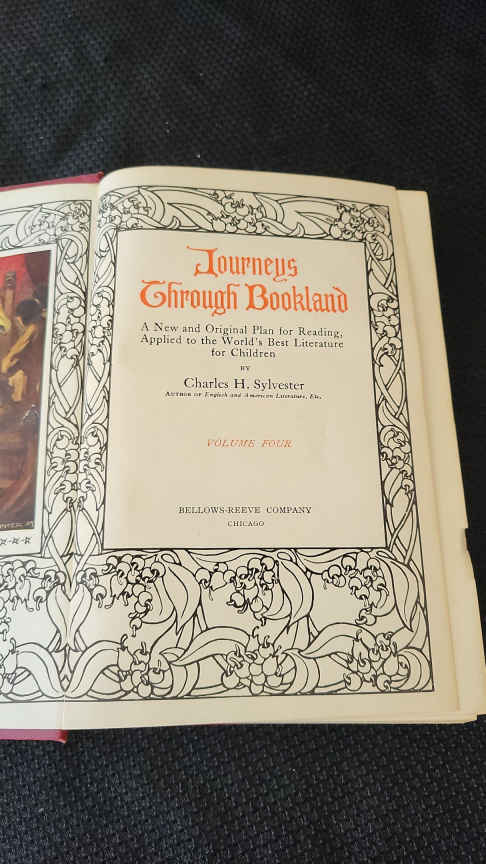 Journeys
Through Bookland
A New and Original Plan for Reading,
Applied to the World's Best Literature
for Children
BY
Charles H. Sylvester
Author of English and American Literature, Etc.
VOLUME FOUR
BELLOWS-REEVE COMPANY
CHICAGO